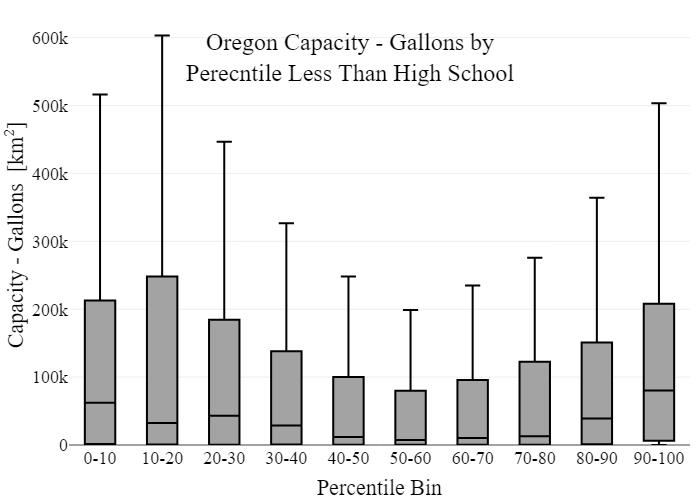 Oregon Capacity - Gallons by
Perecntile Less Than High School
Capacity - Gallons [km²]
600k
500k
400k
300k
200k
100k
0
0-10 10-20 20-30 30-40 40-50 50-60 60-70 70-80 80-90 90-100
Percentile Bin